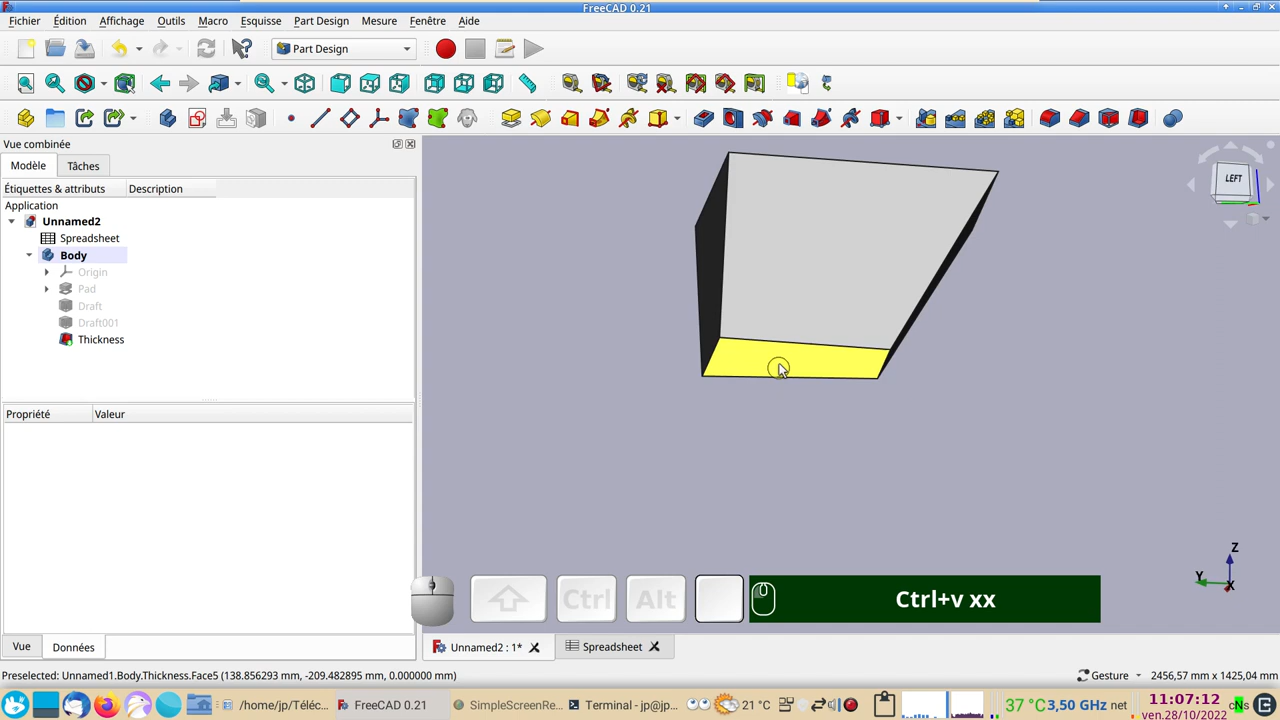 FreeCAD 0.21
Fichier Édition Affichage Outils Macro Esquisse Part Design Mesure Fenêtre Aide
Part Design
Vue combinée
Modèle Tâches
Étiquettes & attributs Description
Application
Unnamed2
Spreadsheet
Body
Origin
Pad
Draft
Draft001
Thickness
Propriété Valeur
LEFT
Z
Y
X
Ctrl Alt Ctrl+v xx
Vue Données
Unnamed2 : 1* Spreadsheet
Preselected: Unnamed1.Body.Thickness.Face5 (138.856293 mm, -209.482895 mm, 0.000000 mm) Gesture 2456,57 mm x 1425,04 mm
/home/jp/Téléc... FreeCAD 0.21 SimpleScreenRe... Terminal - jp@jp... 21 °C 37 °C 3,50 GHz net 11:07:12
ven.28/10/2022